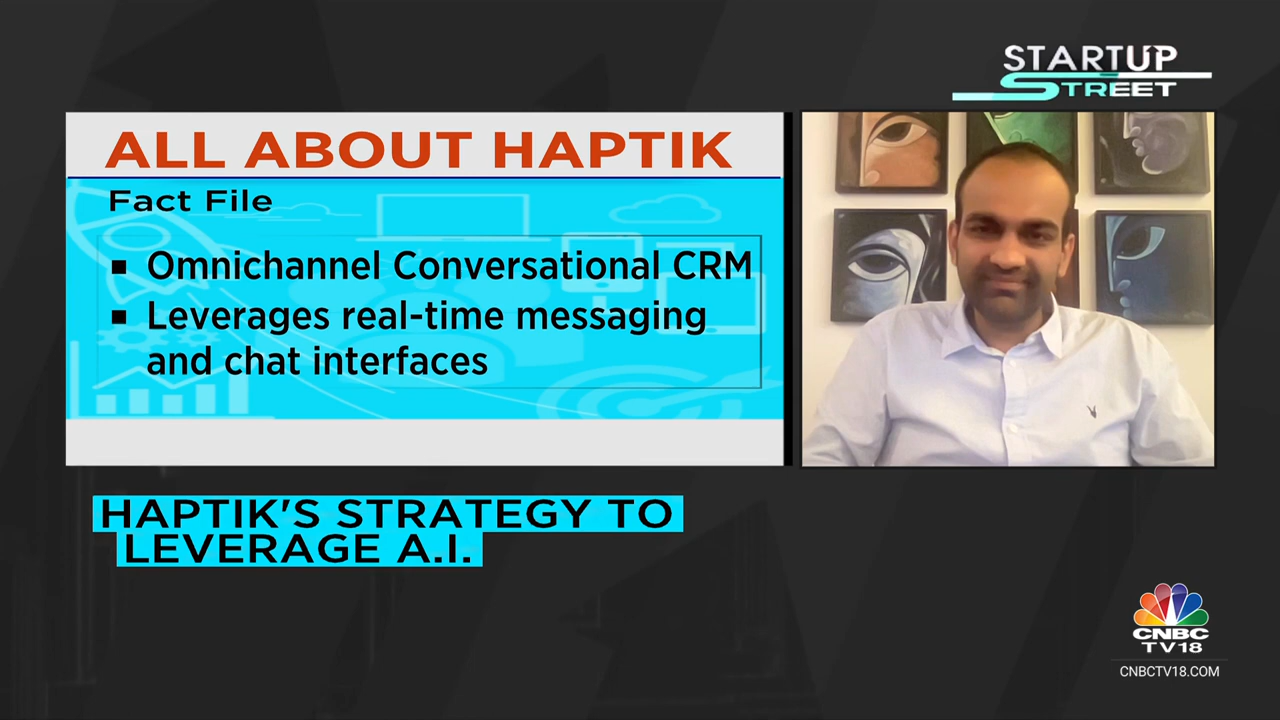 STARTUP
STREET
ALL ABOUT HAPTIK
Fact File
▪ Omnichannel Conversational CRM
▪ Leverages real-time messaging
and chat interfaces
HAPTIK'S STRATEGY TO
LEVERAGE A.I.
CNBC
TV18
CNBCTV18.COM